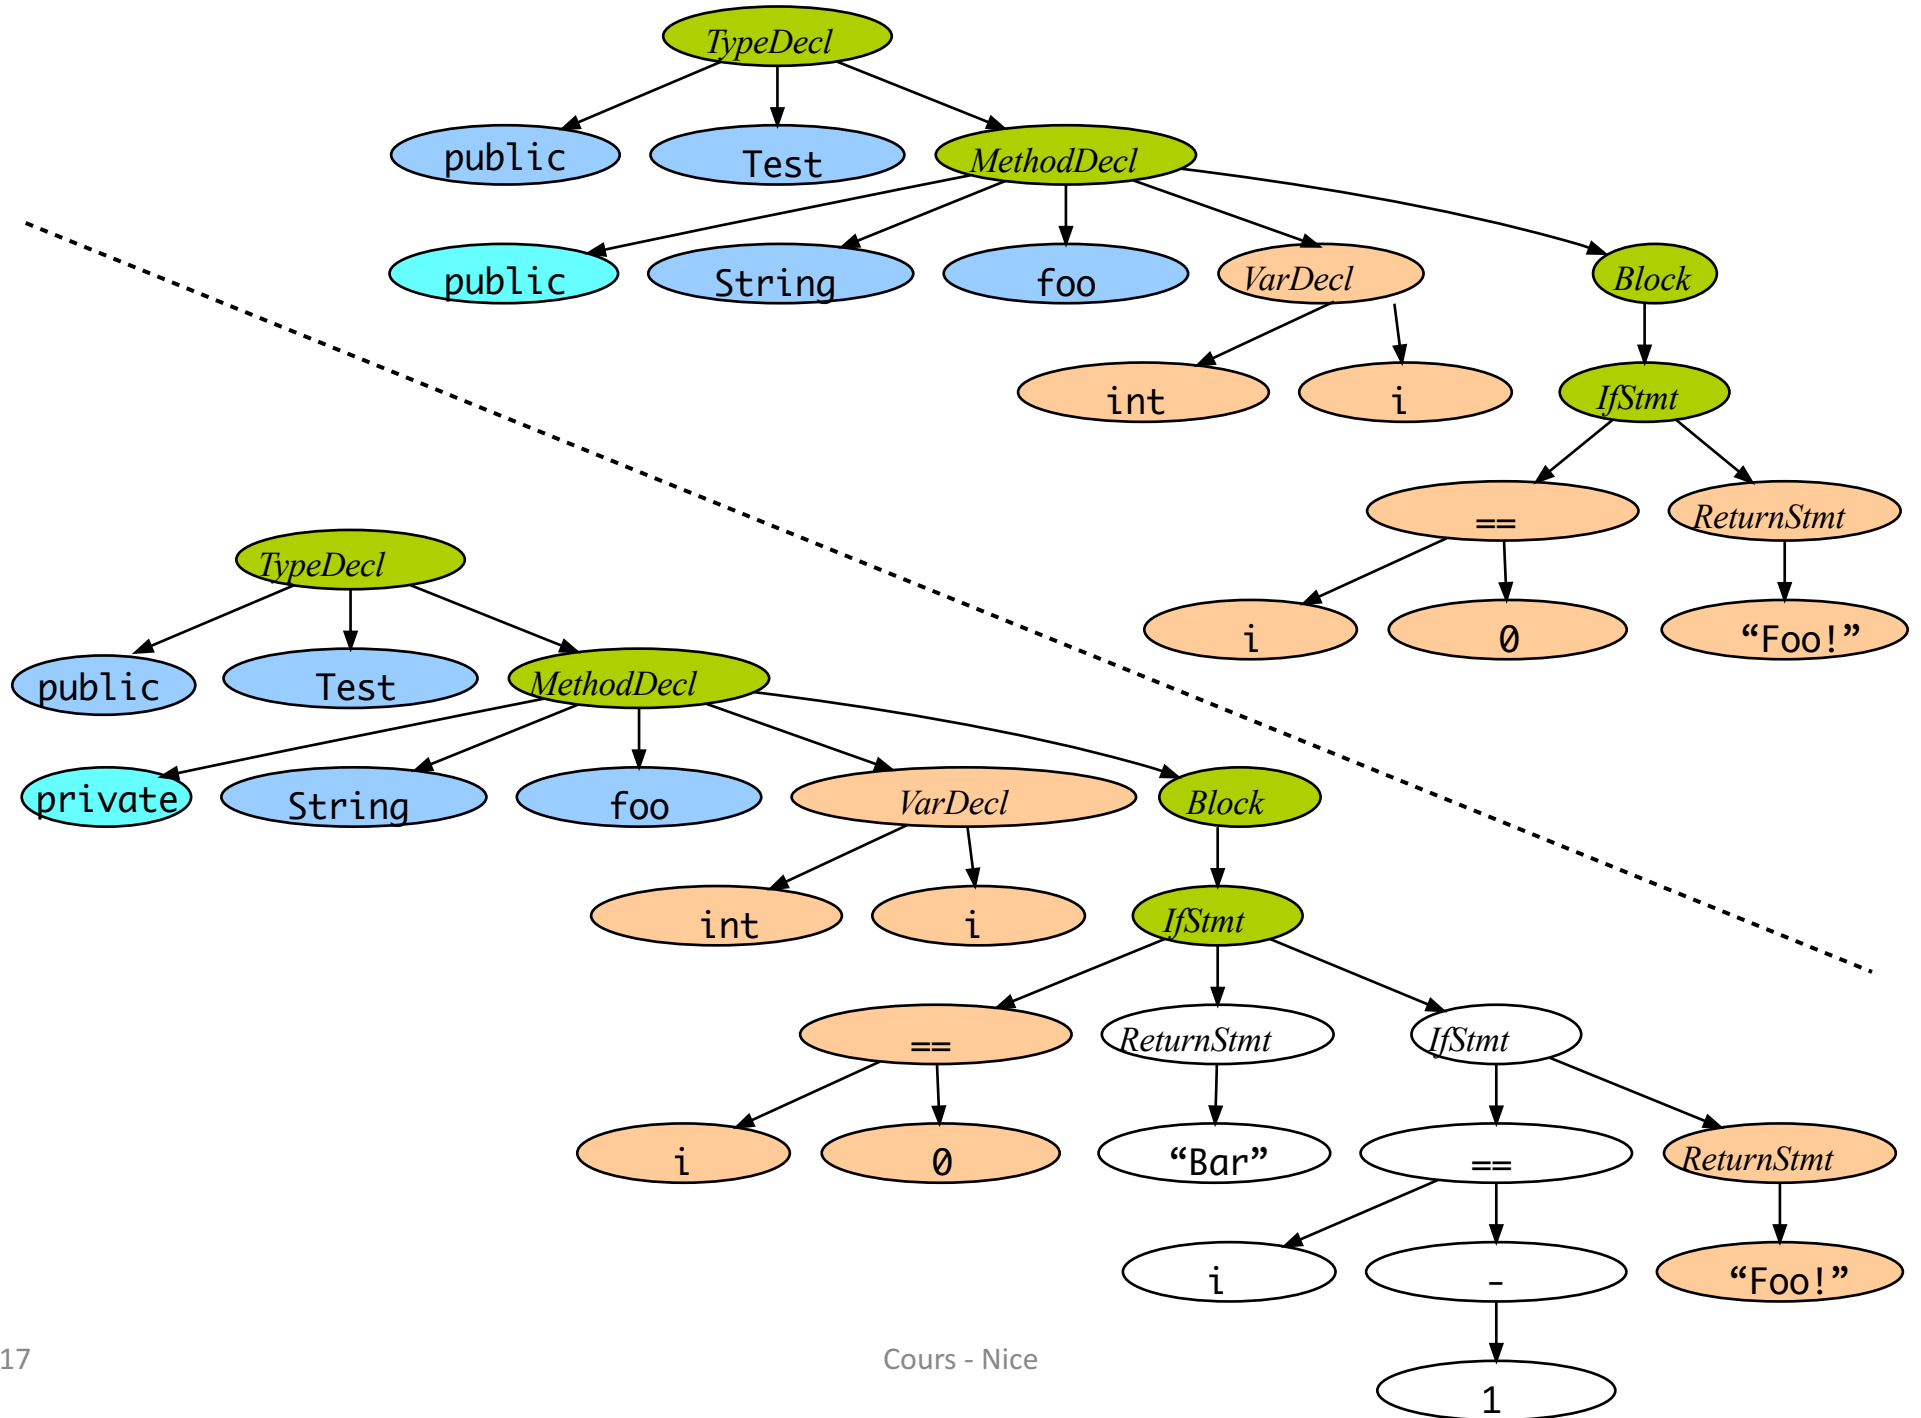 TypeDecl
public Test MethodDecl
public String foo VarDecl Block
int i IfStmt
== ReturnStmt
i 0 “Foo!”
TypeDecl
public Test MethodDecl
private String foo VarDecl Block
int i IfStmt
== ReturnStmt IfStmt
i 0 “Bar” == ReturnStmt
i - “Foo!”
1
17 Cours - Nice